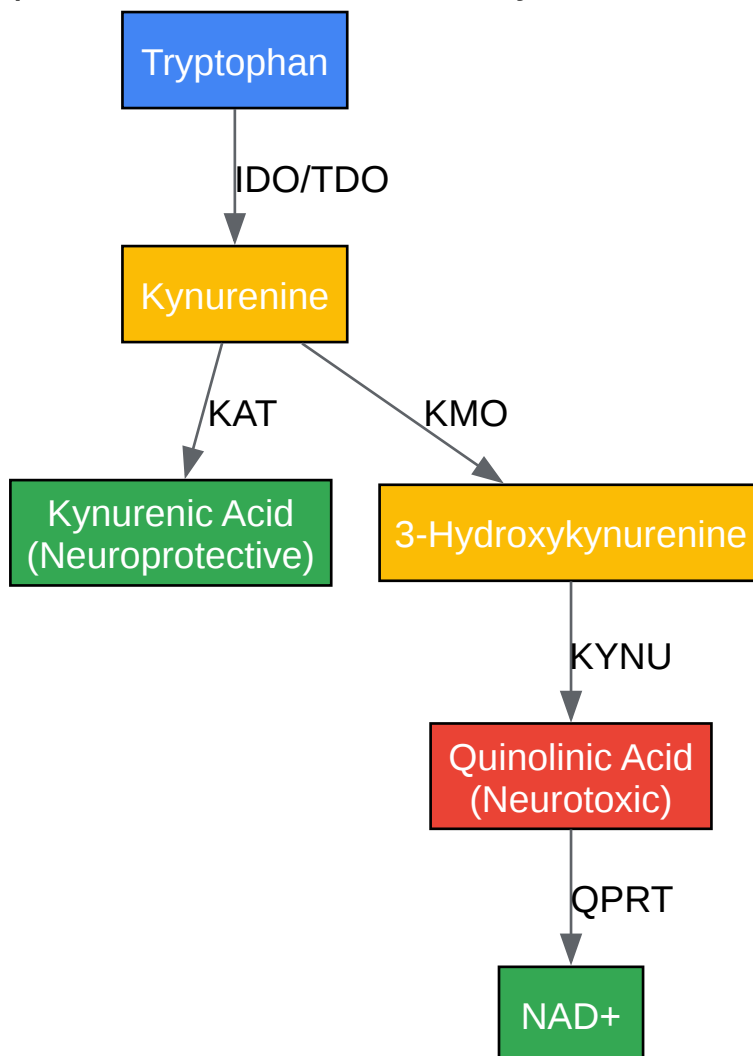 Tryptophan
IDO/TDO
Kynurenine
KAT
KMO
Kynurenic Acid
(Neuroprotective)
3-Hydroxykynurenine
KYNU
Quinolinic Acid
(Neurotoxic)
QPRT
NAD+